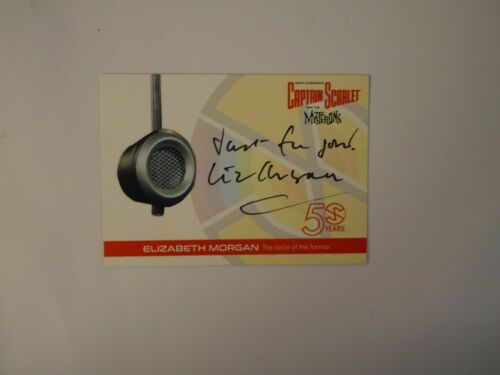 GERRY ANDERSON'S
CAPTAIN SCARLET
AND THE
MYSTERONS
Just for you!
Liz Morgan
50
YEARS
ELIZABETH MORGAN The Voice of the Tannoy